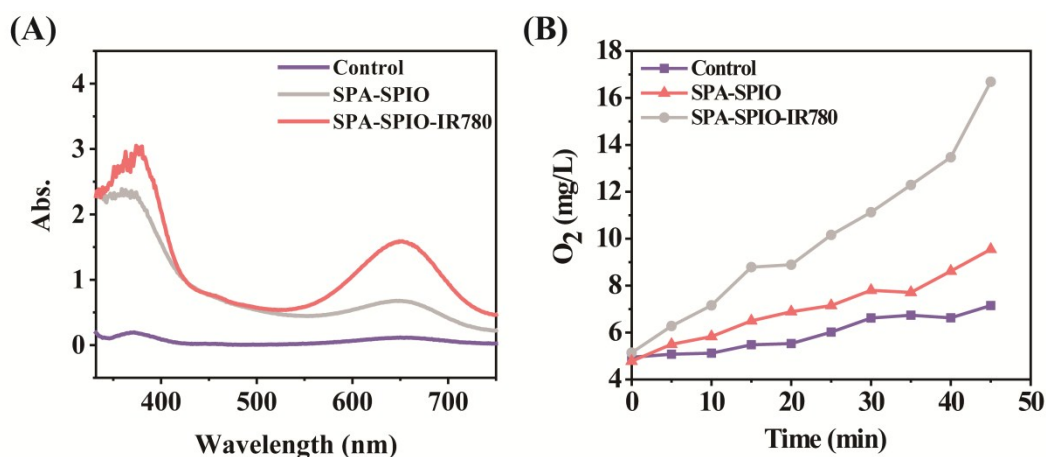 (A)
Control
SPA-SPIO
SPA-SPIO-IR780
4
3
2
1
0
Abs.
400 500 600 700
Wavelength (nm)
(B)
Control
SPA-SPIO
SPA-SPIO-IR780
18
16
14
12
10
8
6
4
O₂ (mg/L)
0 10 20 30 40 50
Time (min)